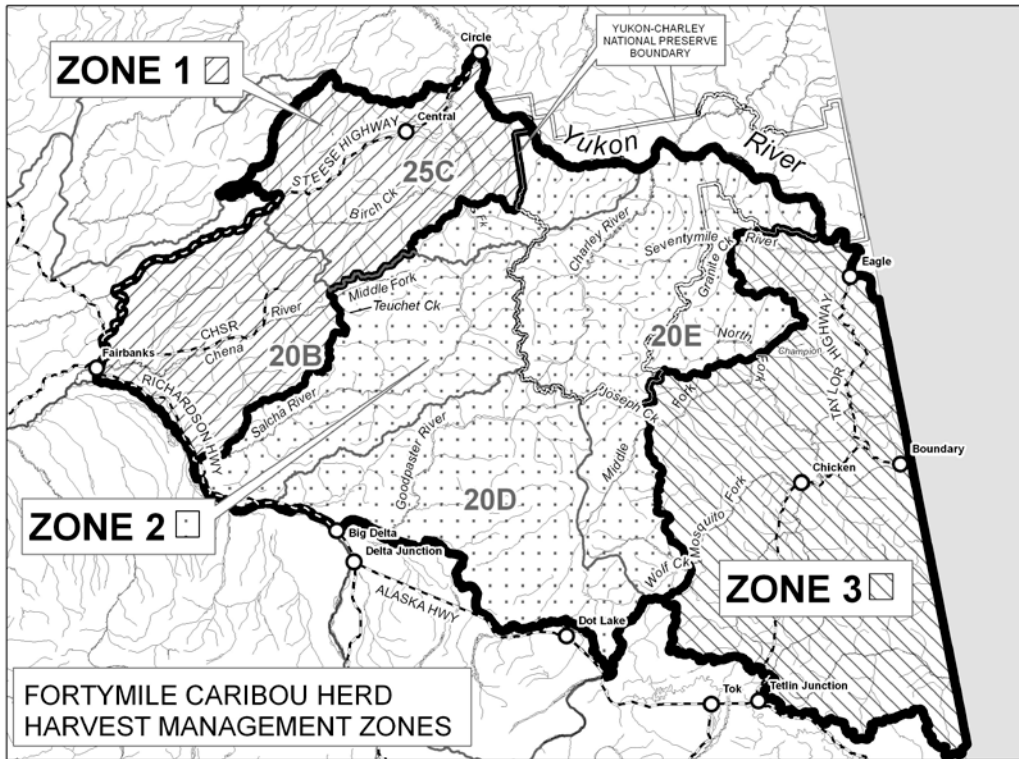 Circle
YUKON-CHARLEY
NATIONAL PRESERVE
BOUNDARY
ZONE 1
Central
STEESE HIGHWAY
25C
Birch Ck
Yukon River
Fk
Charley River
Seventymile River
Granite Ck
Eagle
Middle Fork
Teuchet Ck
CHSR
Chena River
20B
20E
North Fork
Champion
TAYLOR HIGHWAY
Fairbanks
RICHARDSON HWY
Salcha River
Joseph Ck
Middle Fork
Goodpaster River
Boundary
Chicken
20D
Mosquito Fork
Wolf Ck
ZONE 2
Big Delta
Delta Junction
ALASKA HWY
ZONE 3
Dot Lake
Tok
Tetlin Junction
FORTYMILE CARIBOU HERD
HARVEST MANAGEMENT ZONES